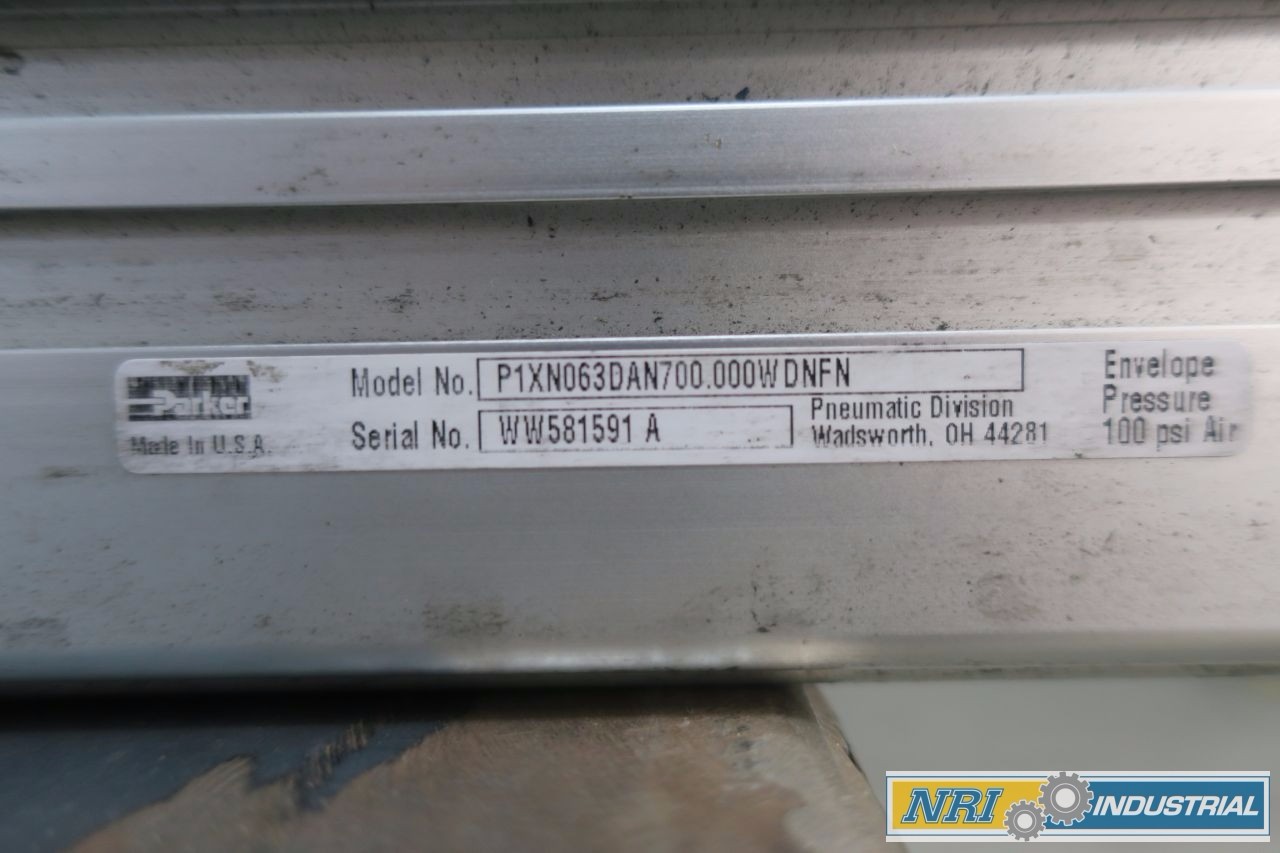 Parker
Made In U.S.A.
Model No. P1XN063DAN700.000WDNFN
Serial No. WW581591 A
Pneumatic Division
Wadsworth, OH 44281
Envelope
Pressure
100 psi Air
NRI INDUSTRIAL